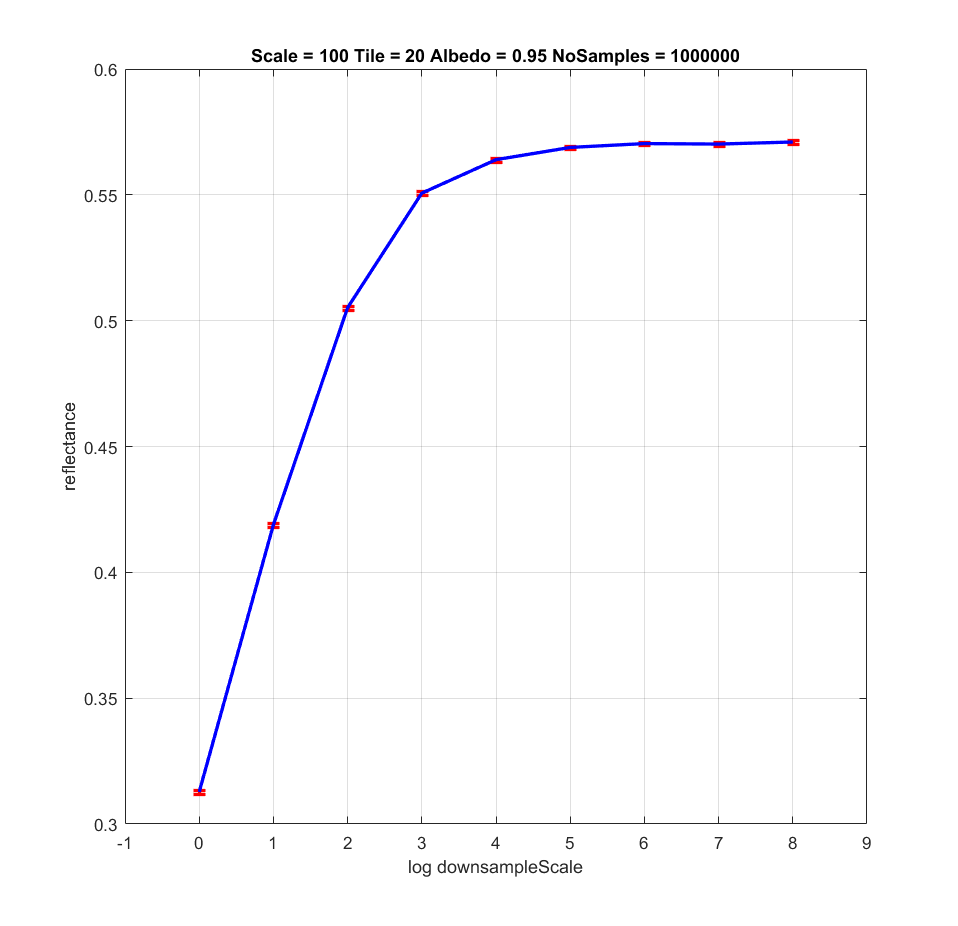 Scale = 100 Tile = 20 Albedo = 0.95 NoSamples = 1000000
0.6
0.55
0.5
0.45
0.4
0.35
0.3
reflectance
-1 0 1 2 3 4 5 6 7 8 9
log downsampleScale